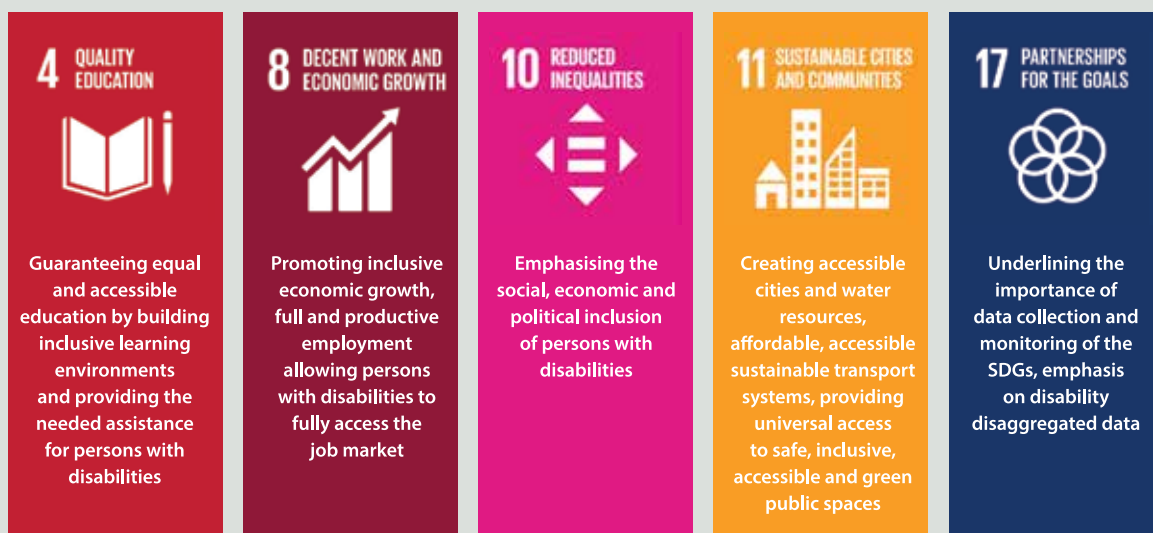 4 QUALITY
EDUCATION
Guaranteeing equal
and accessible
education by building
inclusive learning
environments
and providing the
needed assistance
for persons with
disabilities
8 DECENT WORK AND
ECONOMIC GROWTH
Promoting inclusive
economic growth,
full and productive
employment
allowing persons
with disabilities to
fully access the
job market
10 REDUCED
INEQUALITIES
Emphasising the
social, economic and
political inclusion
of persons with
disabilities
11 SUSTAINABLE CITIES
AND COMMUNITIES
Creating accessible
cities and water
resources,
affordable, accessible
sustainable transport
systems, providing
universal access
to safe, inclusive,
accessible and green
public spaces
17 PARTNERSHIPS
FOR THE GOALS
Underlining the
importance of
data collection and
monitoring of the
SDGs, emphasis
on disability
disaggregated data